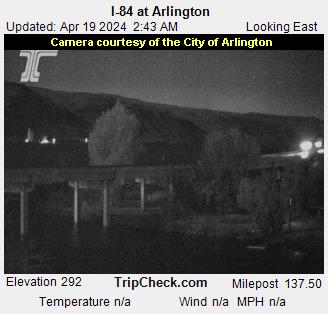 I-84 at Arlington
Updated: Apr 19 2024 2:43 AM Looking East
Camera courtesy of the City of Arlington
Elevation 292 TripCheck.com Milepost 137.50
Temperature n/a Wind n/a MPH n/a